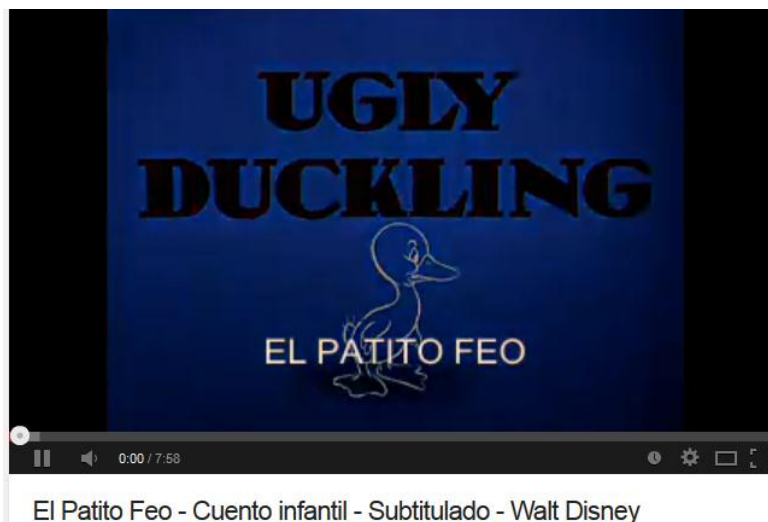 UGLY
DUCKLING
EL PATITO FEO
0:00 / 7:58
El Patito Feo - Cuento infantil - Subtitulado - Walt Disney